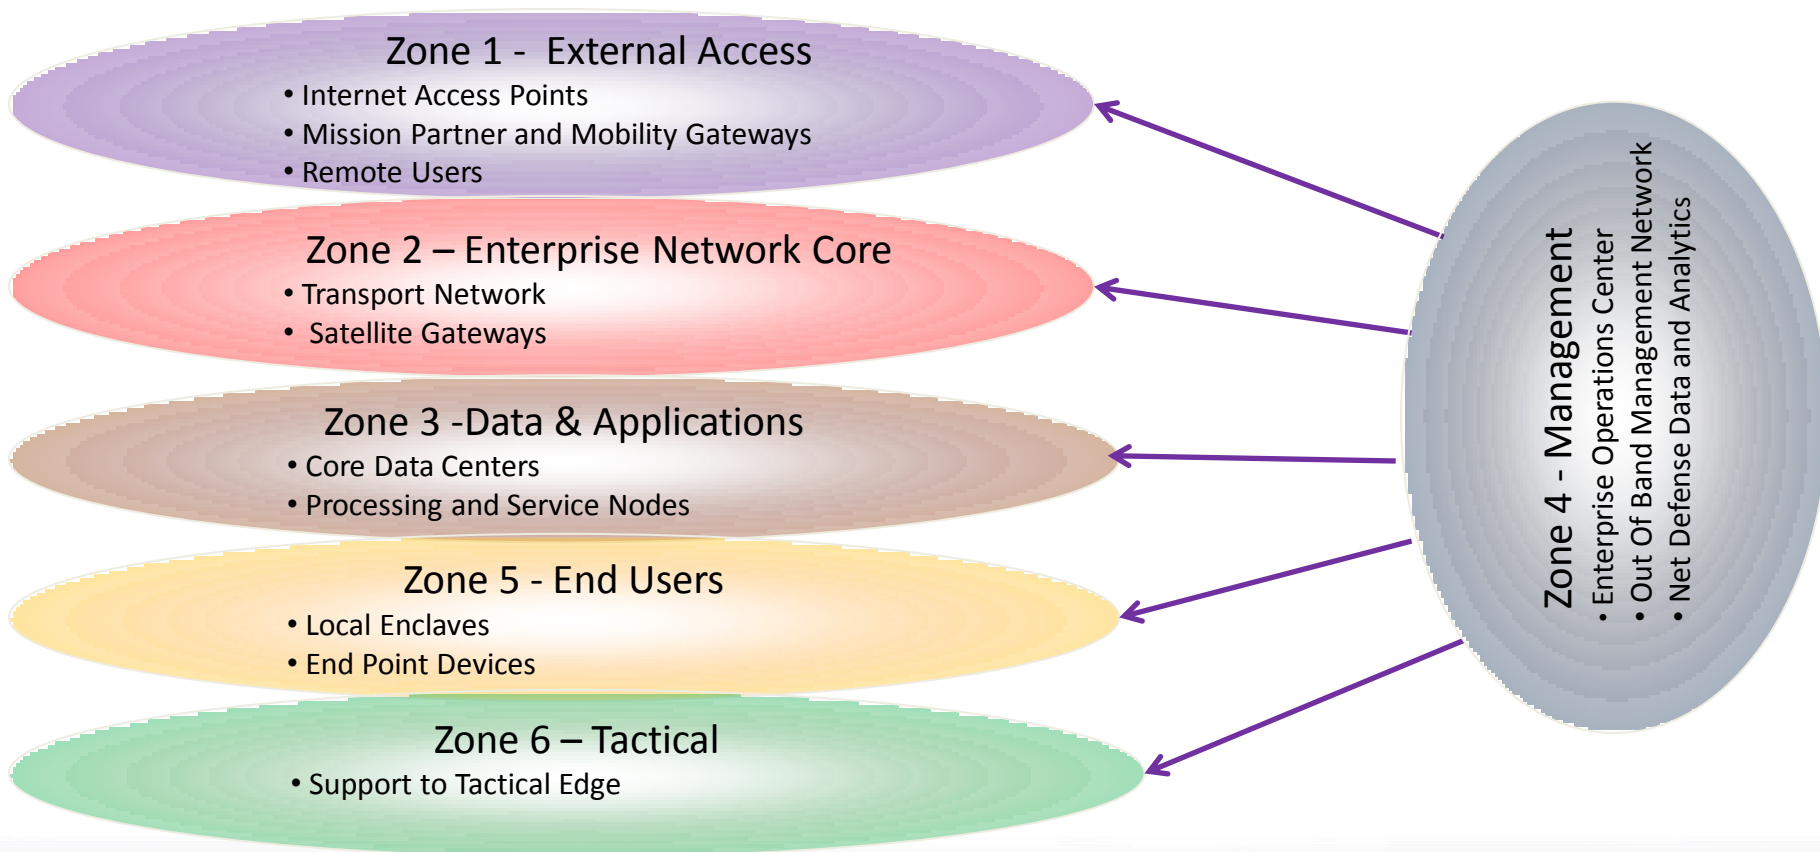 Zone 1 -  External Access
• Internet Access Points
• Mission Partner and Mobility Gateways
• Remote Users
Zone 2 – Enterprise Network Core
• Transport Network
•  Satellite Gateways
Zone 3 -Data & Applications
• Core Data Centers
• Processing and Service Nodes
Zone 5 - End Users
• Local Enclaves
• End Point Devices
Zone 6 – Tactical
• Support to Tactical Edge
Zone 4 - Management
• Enterprise Operations Center
• Out Of Band Management Network
• Net Defense Data and Analytics